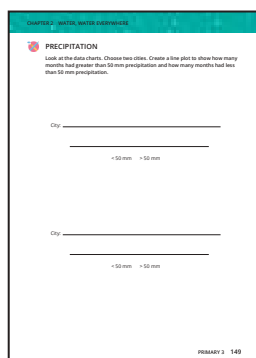 CHAPTER 2 WATER, WATER EVERYWHERE
PRECIPITATION
Look at the data charts. Choose two cities. Create a line plot to show how many
months had greater than 50 mm precipitation and how many months had less
than 50 mm precipitation.
City:
< 50 mm > 50 mm
City:
< 50 mm > 50 mm
PRIMARY 3 149